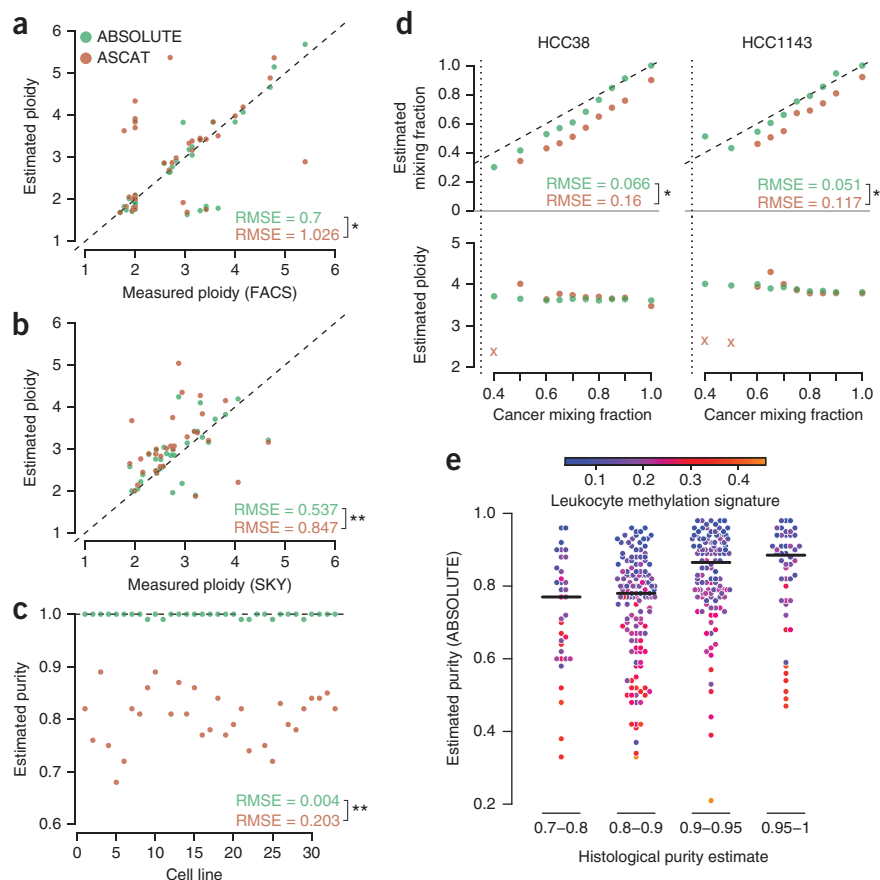 a
ABSOLUTE
ASCAT
Estimated ploidy
6
5
4
3
2
1
RMSE = 0.7
RMSE = 1.026
*
1 2 3 4 5 6
Measured ploidy (FACS)
b
Estimated ploidy
6
5
4
3
2
1
RMSE = 0.537
RMSE = 0.847
**
1 2 3 4 5 6
Measured ploidy (SKY)
c
Estimated purity
1.0
0.9
0.8
0.7
0.6
RMSE = 0.004
RMSE = 0.203
**
0 5 10 15 20 25 30
Cell line
d
HCC38
HCC1143
Estimated
mixing fraction
1.0
0.8
0.6
0.4
0.2
0
RMSE = 0.066
RMSE = 0.16
*
RMSE = 0.051
RMSE = 0.117
*
Estimated ploidy
5
4
3
2
x
x x
0.4 0.6 0.8 1.0
Cancer mixing fraction
0.4 0.6 0.8 1.0
Cancer mixing fraction
e
0.1 0.2 0.3 0.4
Leukocyte methylation signature
Estimated purity (ABSOLUTE)
1.0
0.8
0.6
0.4
0.2
0.7–0.8 0.8–0.9 0.9–0.95 0.95–1
Histological purity estimate